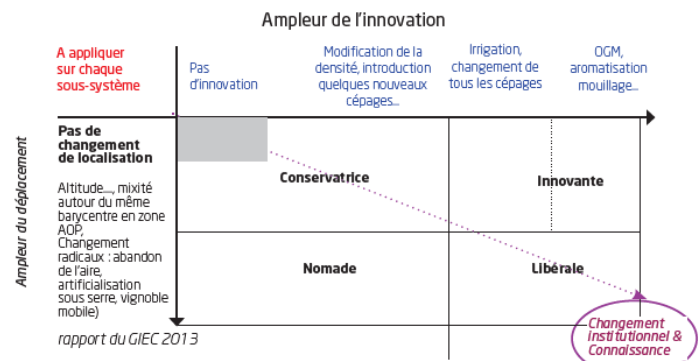 Ampleur de l'innovation
A appliquer
sur chaque
sous-système
Pas
d'innovation
Modification de la
densité, introduction
quelques nouveaux
cépages...
Irrigation,
changement de
tous les cépages
OGM,
aromatisation
mouillage...
Ampleur du déplacement
Pas de
changement
de localisation
Altitude...., mixité
autour du même
barycentre en zone
AOP,
Changement
radicaux : abandon
de l'aire,
artificialisation
sous serre, vignoble
mobile)
Conservatrice
Innovante
Nomade
Libérale
rapport du GIEC 2013
Changement
institutionnel &
Connaissance